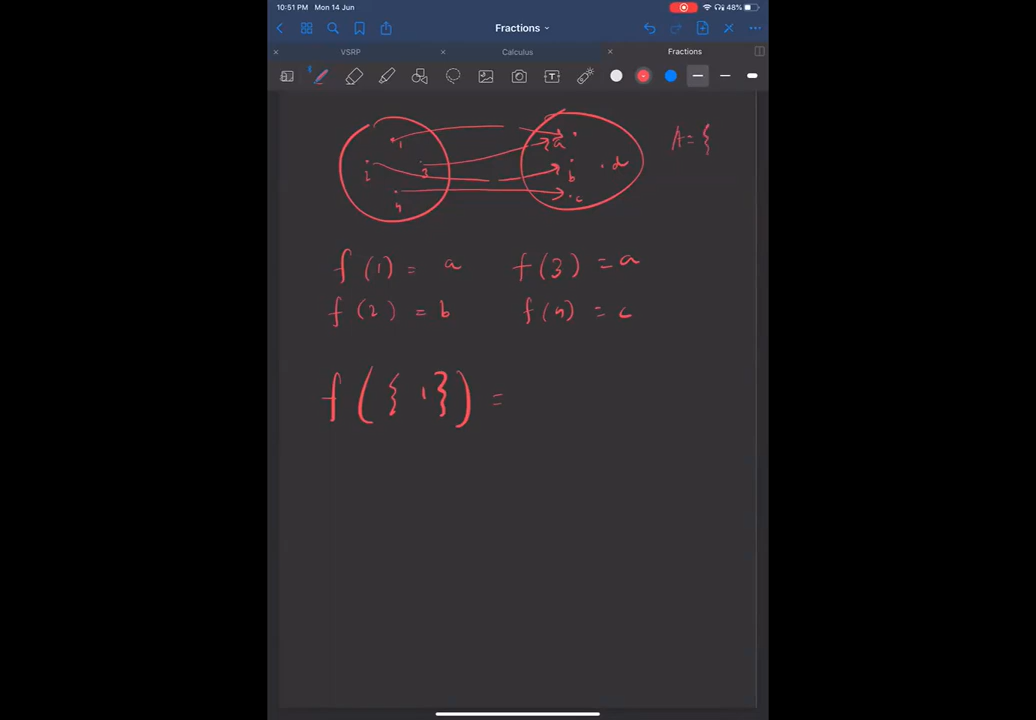 10:51 PM Mon 14 Jun 48%
Fractions
VSRP Calculus Fractions
1 a A = {
2 3 b d
4 c
f (1) = a f (3) = a
f (2) = b f (4) = c
f ( { 1 } ) =